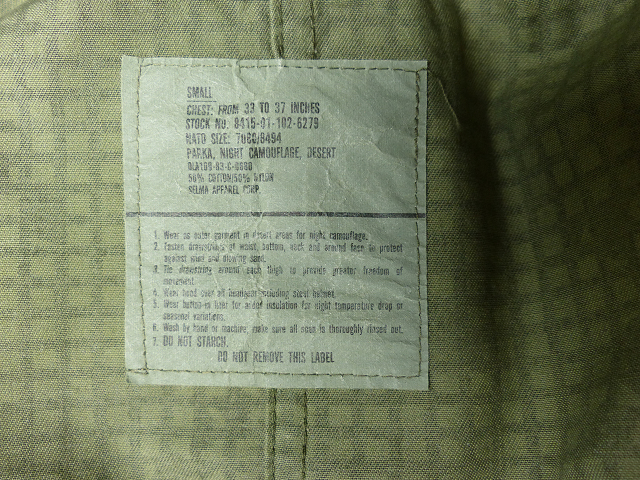 SMALL
CHEST: FROM 33 TO 37 INCHES
STOCK NO. 8415-01-102-6279
NATO SIZE: 7080/8494
PARKA, NIGHT CAMOUFLAGE, DESERT
50% COTTON/50% NYLON
SELMA APPAREL CORP.
1. Wear as outer garment in desert areas for night camouflage.
2. Fasten drawstrings at waist, bottom, neck and around face to protect
against wind and blowing sand.
3. Tie drawstring around each thigh to provide greater freedom of
movement.
4. Wear hood over all headgear including steel helmet.
5. Wear button-in liter for added insulation for night temperature drop or
seasonal variations.
6. Wash by hand or machine, make sure all soap is thoroughly rinsed out.
7. DO NOT STARCH.
DO NOT REMOVE THIS LABEL